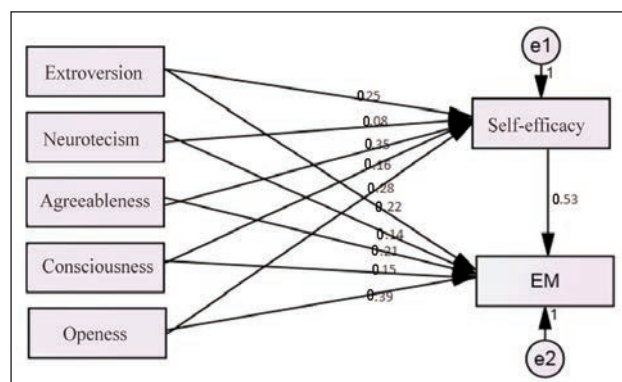 Extroversion
Neurotecism
Agreeableness
Consciousness
Openess
0.25
0.08
0.35
0.16
0.28
0.22
0.14
0.21
0.15
0.39
e1
1
Self-efficacy
0.53
EM
1
e2